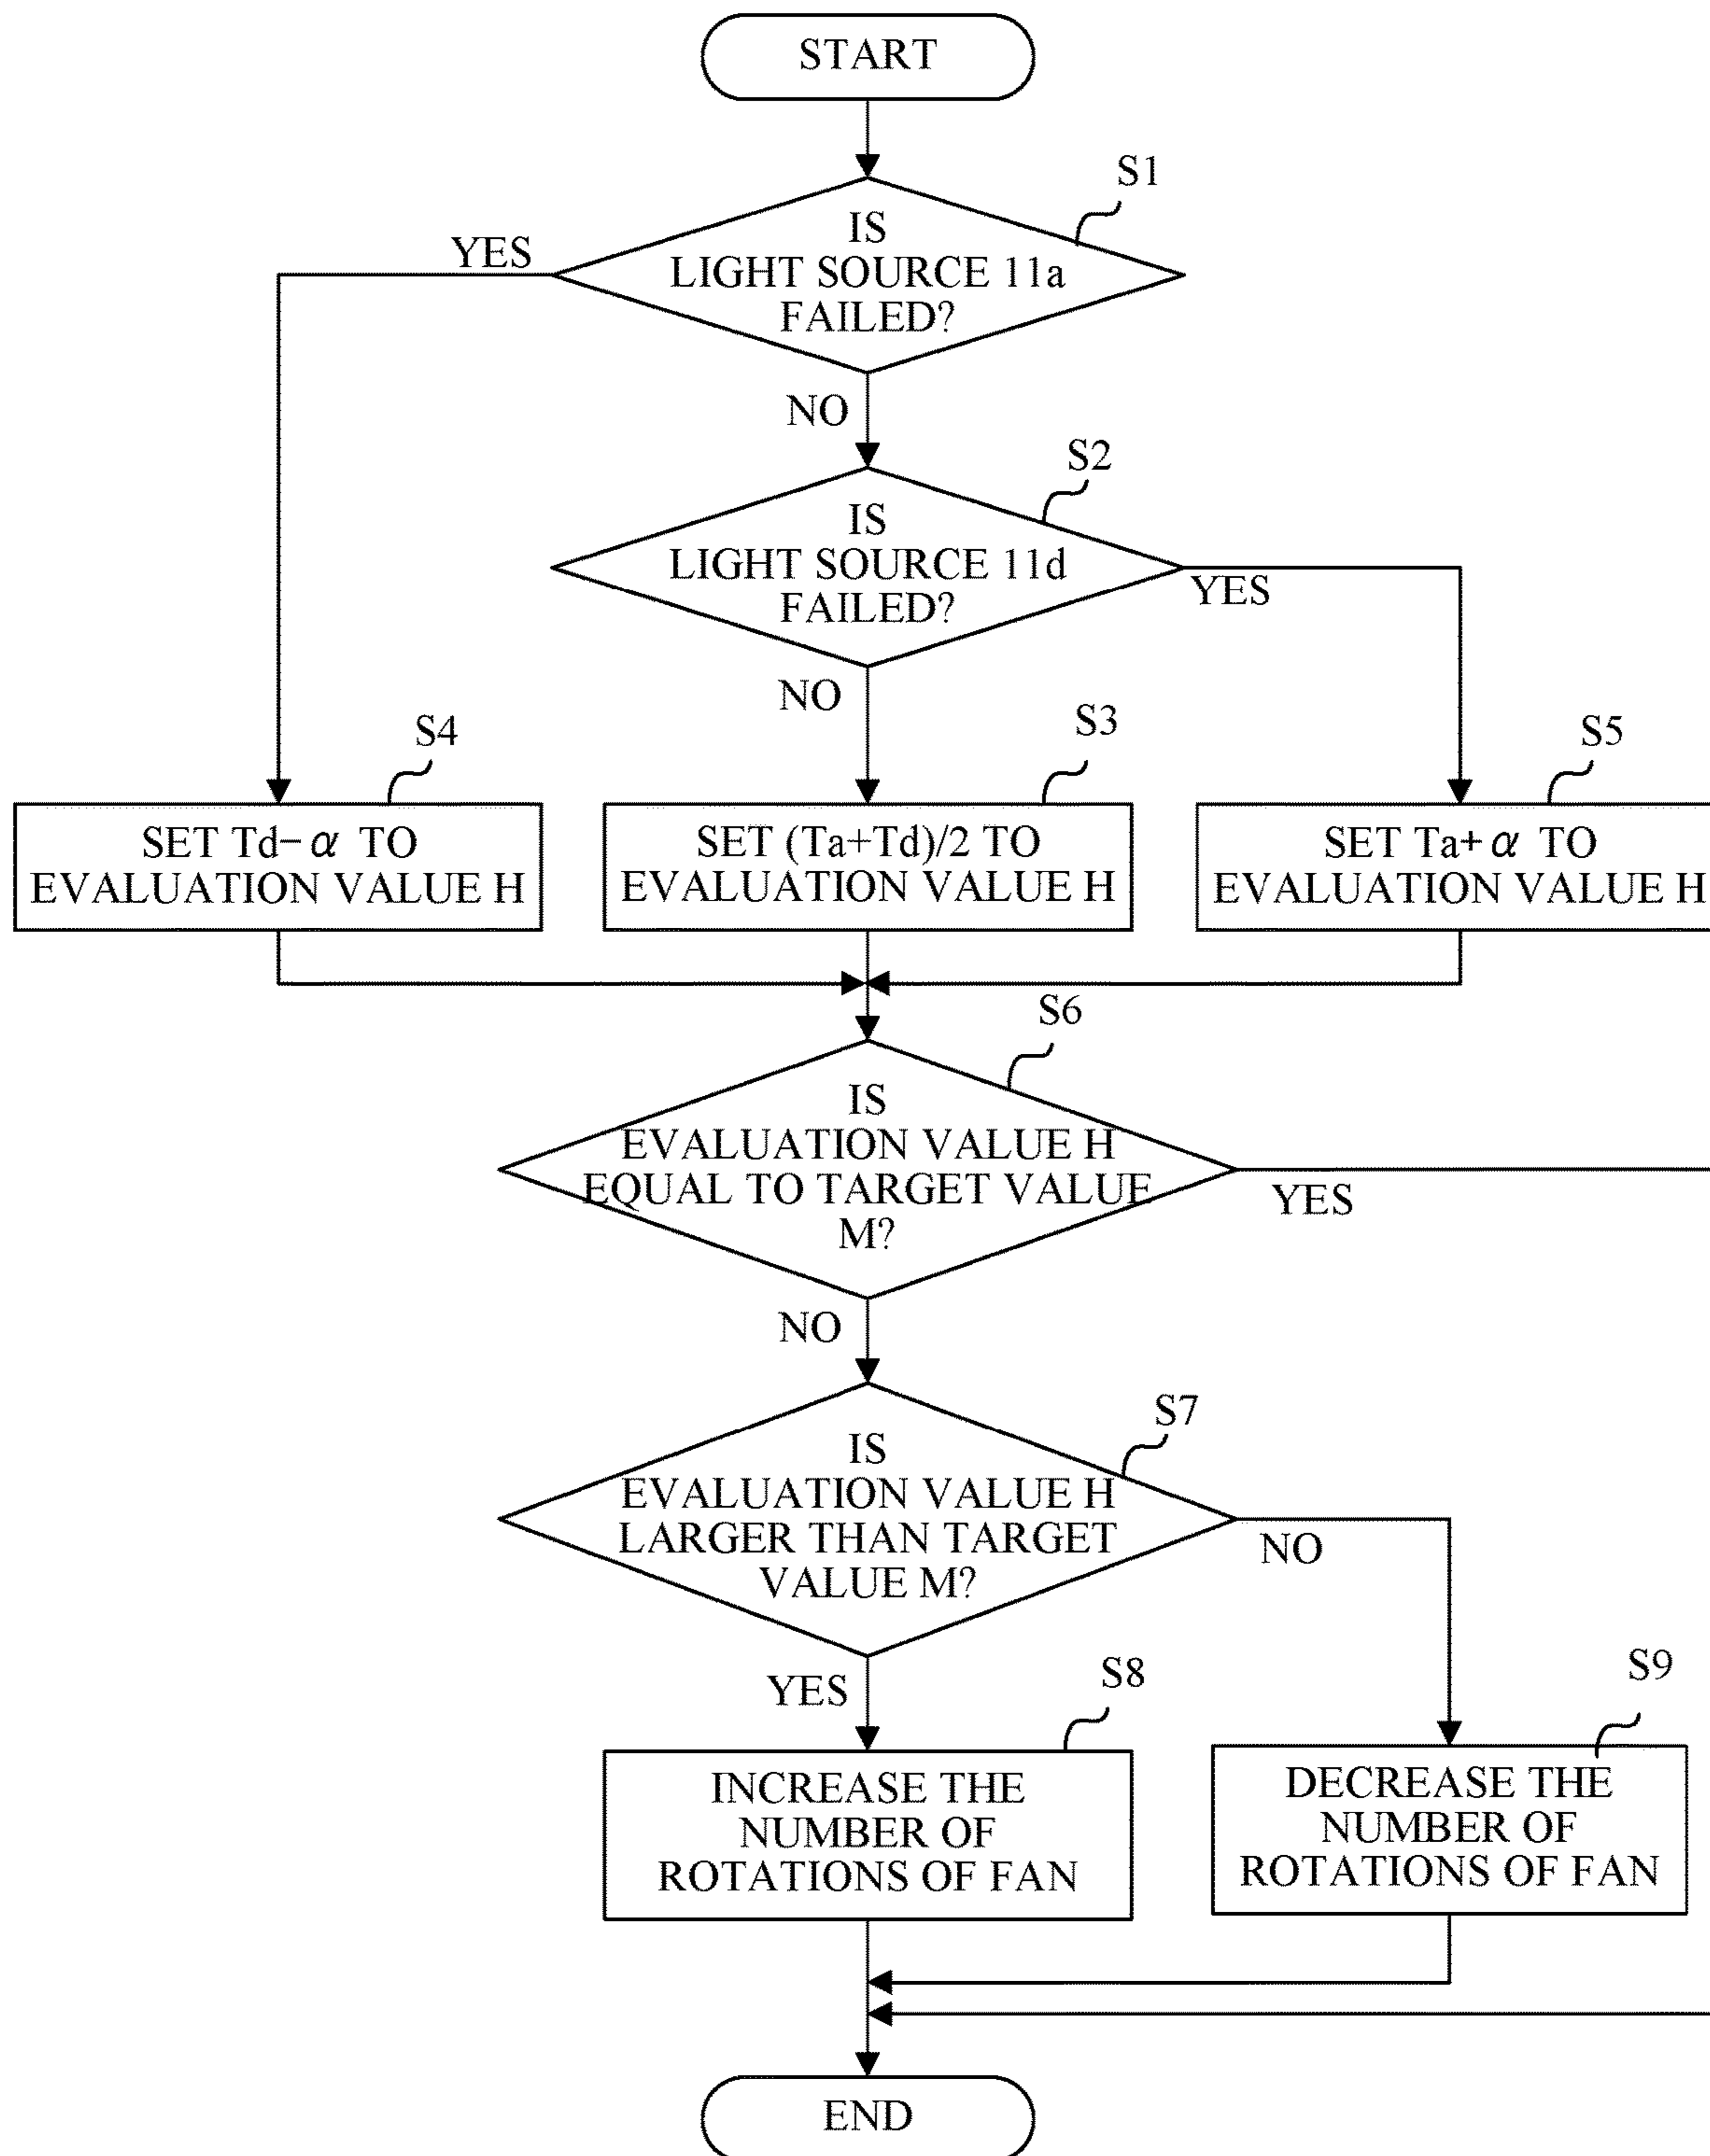 START
S1
IS
LIGHT SOURCE 11a
FAILED?
YES
NO
S2
IS
LIGHT SOURCE 11d
FAILED?
YES
NO
S4
S3
S5
SET Td-α TO
EVALUATION VALUE H
SET (Ta+Td)/2 TO
EVALUATION VALUE H
SET Ta+α TO
EVALUATION VALUE H
S6
IS
EVALUATION VALUE H
EQUAL TO TARGET VALUE
M?
YES
NO
S7
IS
EVALUATION VALUE H
LARGER THAN TARGET
VALUE M?
NO
YES
S8
S9
INCREASE THE
NUMBER OF
ROTATIONS OF FAN
DECREASE THE
NUMBER OF
ROTATIONS OF FAN
END